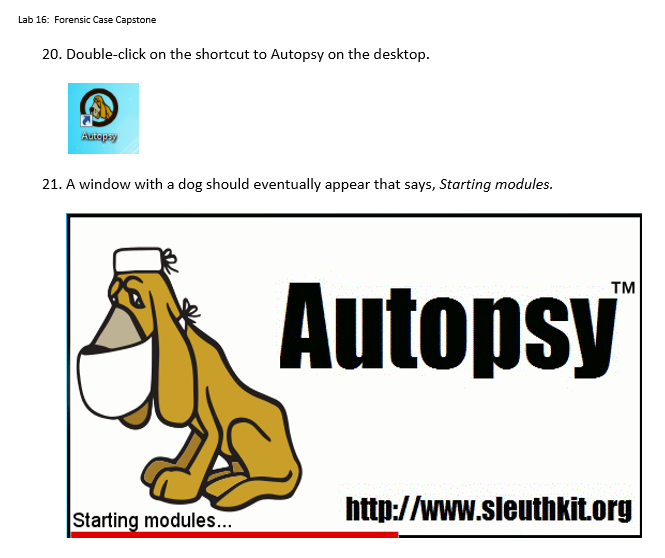 Lab 16: Forensic Case Capstone
20. Double-click on the shortcut to Autopsy on the desktop.
Autopsy
21. A window with a dog should eventually appear that says, Starting modules.
Autopsy™
http://www.sleuthkit.org
Starting modules...